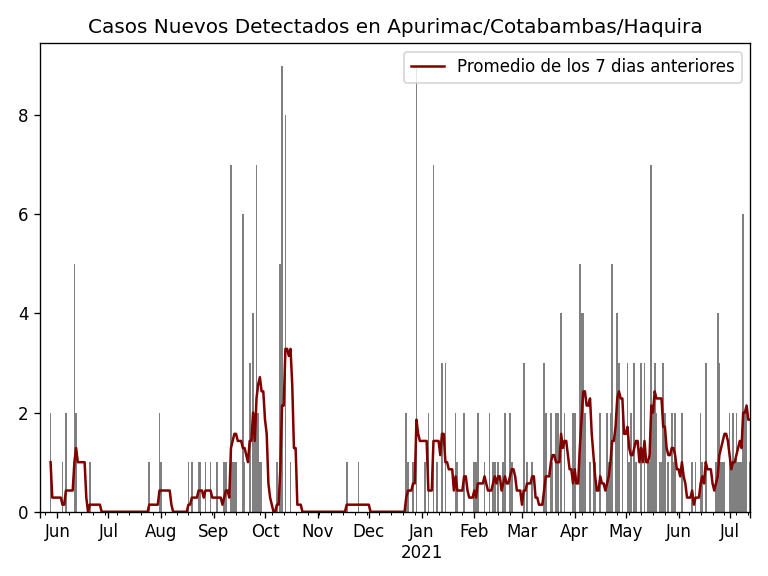 Casos Nuevos Detectados en Apurimac/Cotabambas/Haquira
Promedio de los 7 dias anteriores
8
6
4
2
0
Jun Jul Aug Sep Oct Nov Dec Jan Feb Mar Apr May Jun Jul
2021